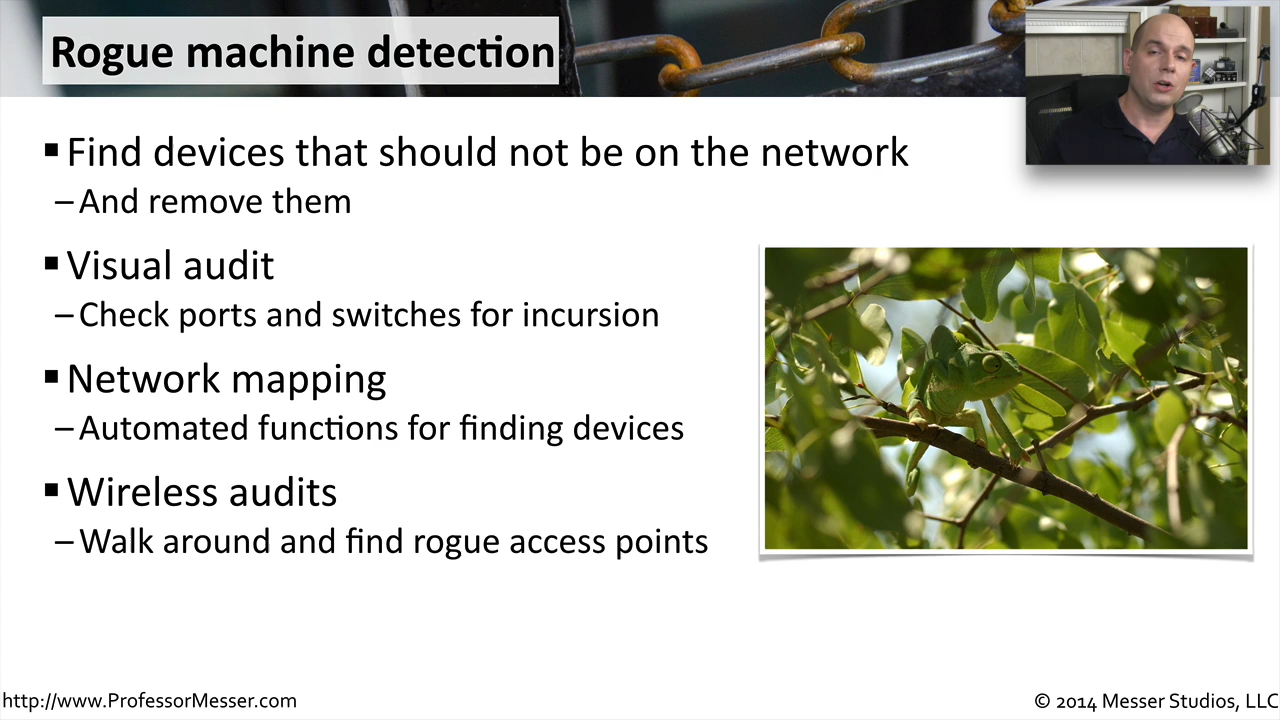 Rogue machine detection
▪ Find devices that should not be on the network
– And remove them
▪ Visual audit
– Check ports and switches for incursion
▪ Network mapping
– Automated functions for finding devices
▪ Wireless audits
– Walk around and find rogue access points
http://www.ProfessorMesser.com
© 2014 Messer Studios, LLC